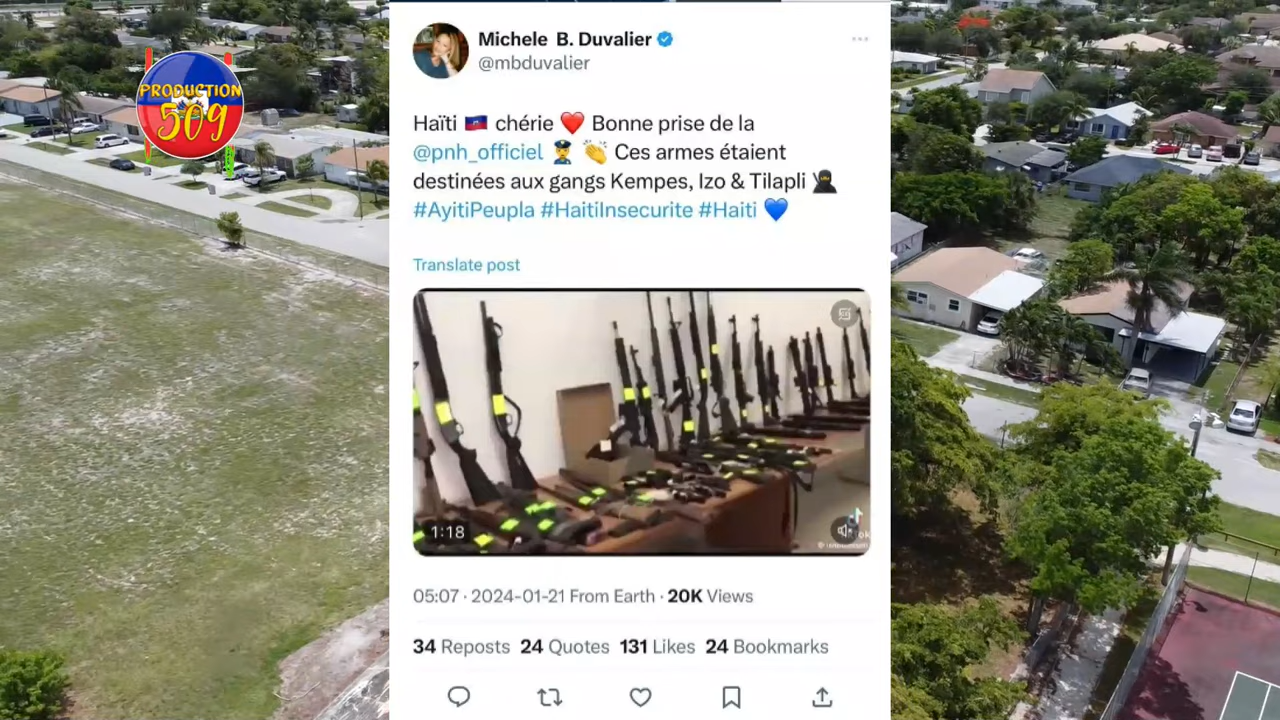 PRODUCTION
509
Michele B. Duvalier
@mbduvalier
Haïti 🇭🇹 chérie ❤️ Bonne prise de la
@pnh_officiel 👮 👏 Ces armes étaient
destinées aux gangs Kempes, Izo & Tilapli 🥷
#AyitiPeupla #HaitiInsecurite #Haiti 💙
Translate post
1:18
05:07 · 2024-01-21 From Earth · 20K Views
34 Reposts 24 Quotes 131 Likes 24 Bookmarks